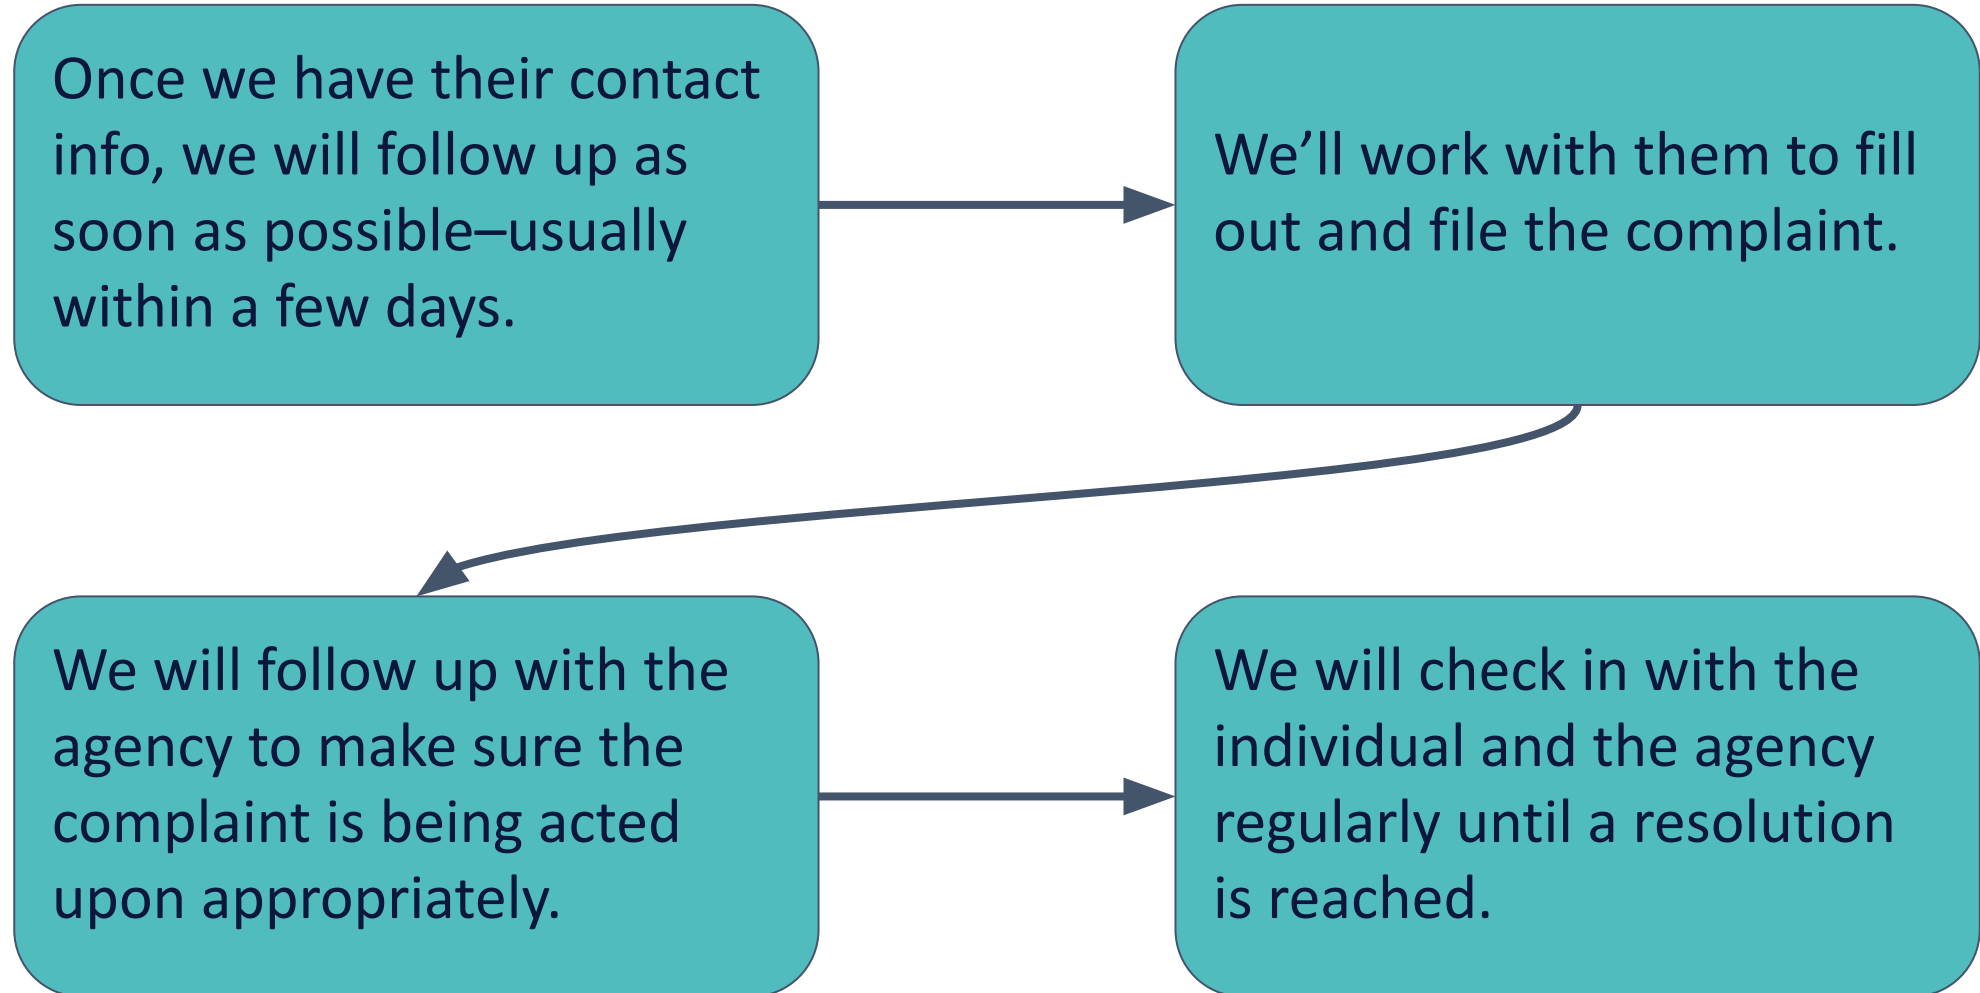 Once we have their contact
info, we will follow up as
soon as possible–usually
within a few days.
We’ll work with them to fill
out and file the complaint.
We will follow up with the
agency to make sure the
complaint is being acted
upon appropriately.
We will check in with the
individual and the agency
regularly until a resolution
is reached.